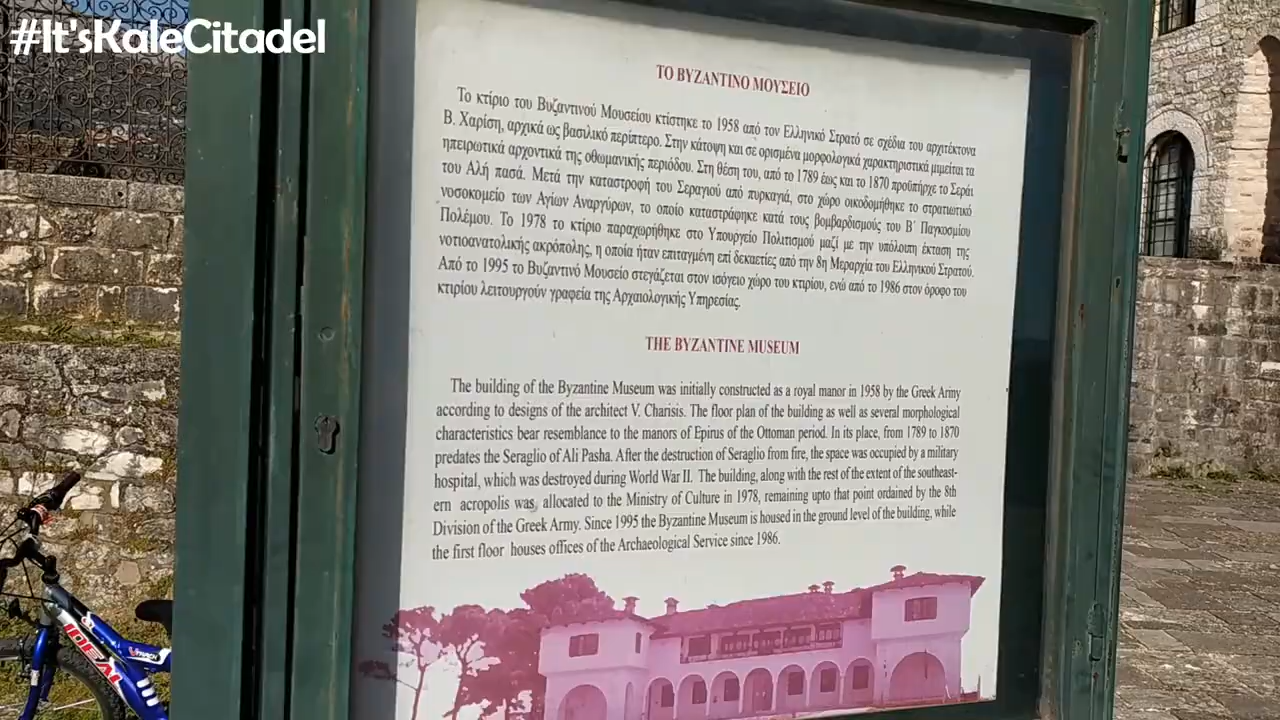 #It'sKaleCitadel
ΤΟ ΒΥΖΑΝΤΙΝΟ ΜΟΥΣΕΙΟ
Το κτίριο του Βυζαντινού Μουσείου κτίστηκε το 1958 από τον Ελληνικό Στρατό σε σχέδια του αρχιτέκτονα
Β. Χαρίση, αρχικά ως βασιλικό περίπτερο. Στην κάτοψη και σε ορισμένα μορφολογικά χαρακτηριστικά μιμείται τα
ηπειρωτικά αρχοντικά της οθωμανικής περιόδου. Στη θέση του, από το 1789 έως και το 1870 προϋπήρχε το Σεράι
του Αλή πασά. Μετά την καταστροφή του Σεραγιού από πυρκαγιά, στο χώρο οικοδομήθηκε το στρατιωτικό
νοσοκομείο των Αγίων Αναργύρων, το οποίο καταστράφηκε κατά τους βομβαρδισμούς του Β΄ Παγκοσμίου
Πολέμου. Το 1978 το κτίριο παραχωρήθηκε στο Υπουργείο Πολιτισμού μαζί με την υπόλοιπη έκταση της
νοτιοανατολικής ακρόπολης, η οποία ήταν επιταγμένη επί δεκαετίες από την 8η Μεραρχία του Ελληνικού Στρατού.
Από το 1995 το Βυζαντινό Μουσείο στεγάζεται στον ισόγειο χώρο του κτιρίου, ενώ από το 1986 στον όροφο του
κτιρίου λειτουργούν γραφεία της Αρχαιολογικής Υπηρεσίας.
THE BYZANTINE MUSEUM
The building of the Byzantine Museum was initially constructed as a royal manor in 1958 by the Greek Army
according to designs of the architect V. Charisis. The floor plan of the building as well as several morphological
characteristics bear resemblance to the manors of Epirus of the Ottoman period. In its place, from 1789 to 1870
predates the Seraglio of Ali Pasha. After the destruction of Seraglio from fire, the space was occupied by a military
hospital, which was destroyed during World War II. The building, along with the rest of the extent of the southeast-
ern acropolis was allocated to the Ministry of Culture in 1978, remaining upto that point ordained by the 8th
Division of the Greek Army. Since 1995 the Byzantine Museum is housed in the ground level of the building, while
the first floor houses offices of the Archaeological Service since 1986.
IDEAL